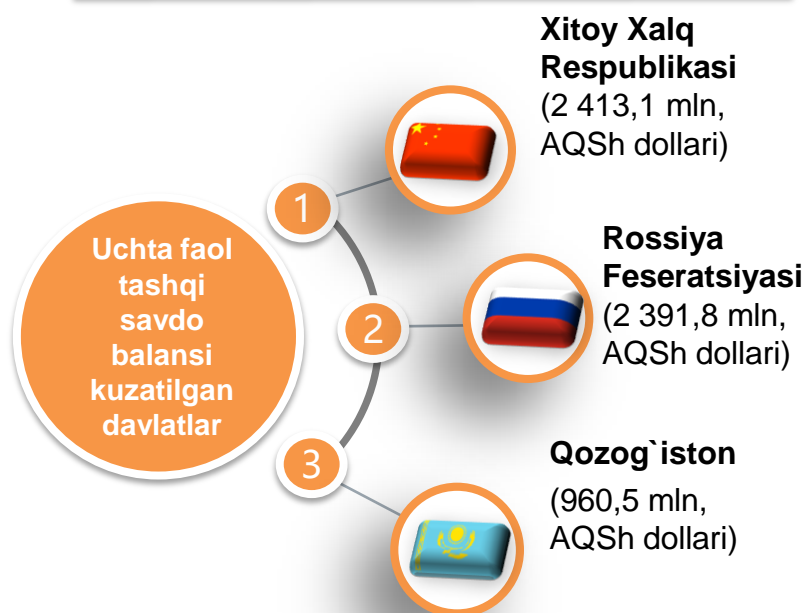 Uchta faol
tashqi
savdo
balansi
kuzatilgan
davlatlar
1
Xitoy Xalq
Respublikasi
(2 413,1 mln,
AQSh dollari)
2
Rossiya
Feseratsiyasi
(2 391,8 mln,
AQSh dollari)
3
Qozog`iston
(960,5 mln,
AQSh dollari)